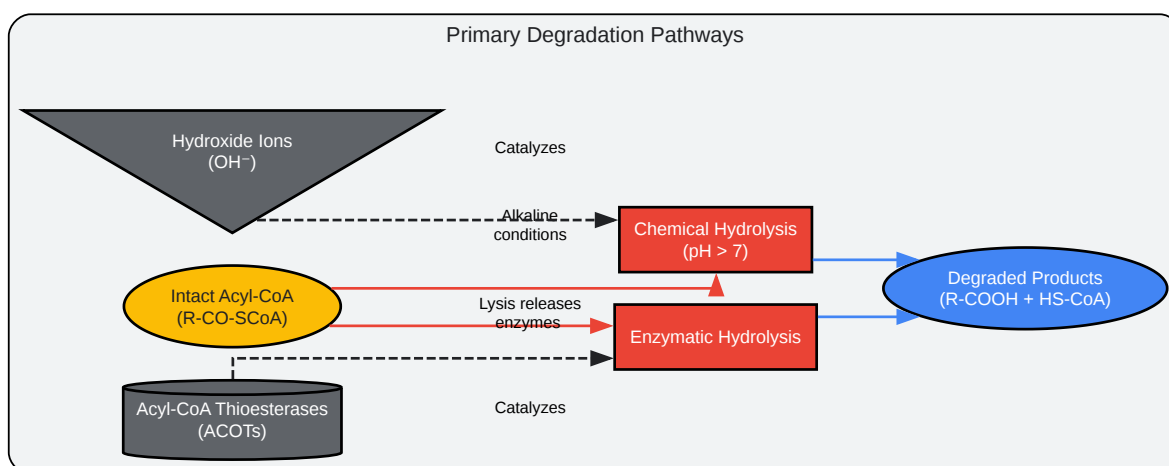 Primary Degradation Pathways
Hydroxide Ions
(OH⁻)
Catalyzes
Alkaline
conditions
Chemical Hydrolysis
(pH > 7)
Intact Acyl-CoA
(R-CO-SCoA)
Lysis releases
enzymes
Enzymatic Hydrolysis
Degraded Products
(R-COOH + HS-CoA)
Acyl-CoA Thioesterases
(ACOTs)
Catalyzes